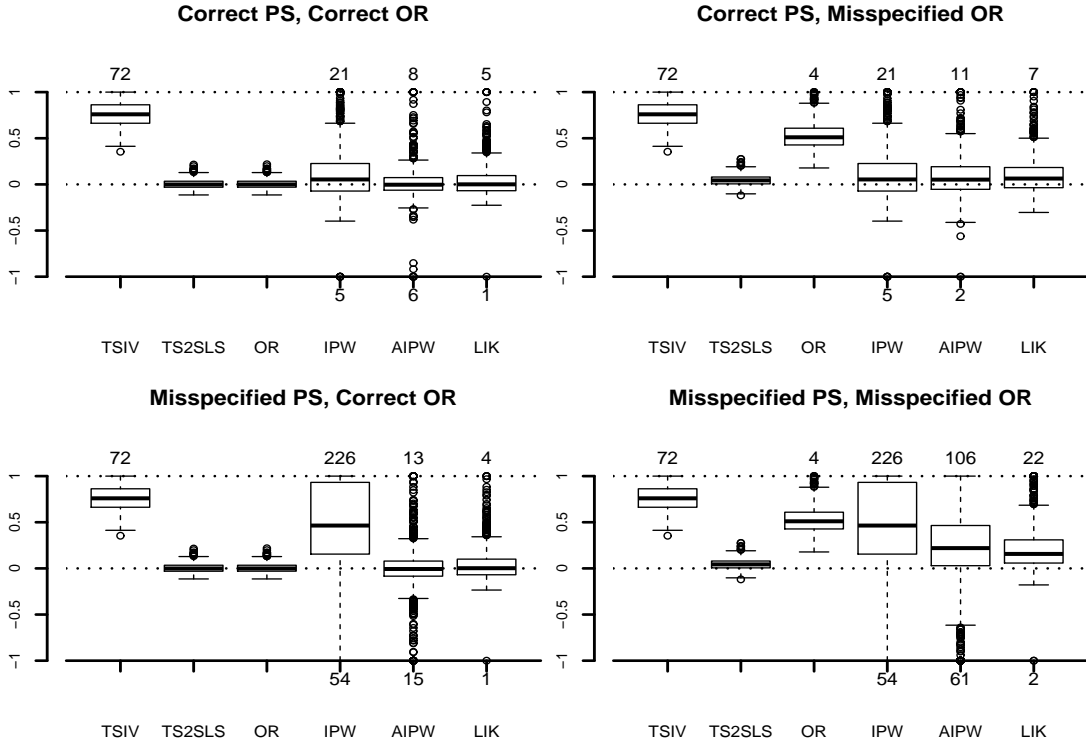 Correct PS, Correct OR
72 21 8 5
1
0.5
0
−0.5
−1
5 6 1
TSIV TS2SLS OR IPW AIPW LIK
Correct PS, Misspecified OR
72 4 21 11 7
1
0.5
0
−0.5
−1
5 2
TSIV TS2SLS OR IPW AIPW LIK
Misspecified PS, Correct OR
72 226 13 4
1
0.5
0
−0.5
−1
54 15 1
TSIV TS2SLS OR IPW AIPW LIK
Misspecified PS, Misspecified OR
72 4 226 106 22
1
0.5
0
−0.5
−1
54 61 2
TSIV TS2SLS OR IPW AIPW LIK